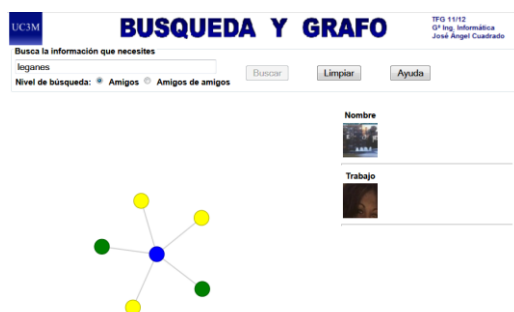 UC3M
BUSQUEDA Y GRAFO
TFG 11/12
Gº Ing. Informática
José Ángel Cuadrado
Busca la información que necesites
leganes
Buscar
Limpiar
Ayuda
Nivel de búsqueda: Amigos Amigos de amigos
Nombre
Trabajo